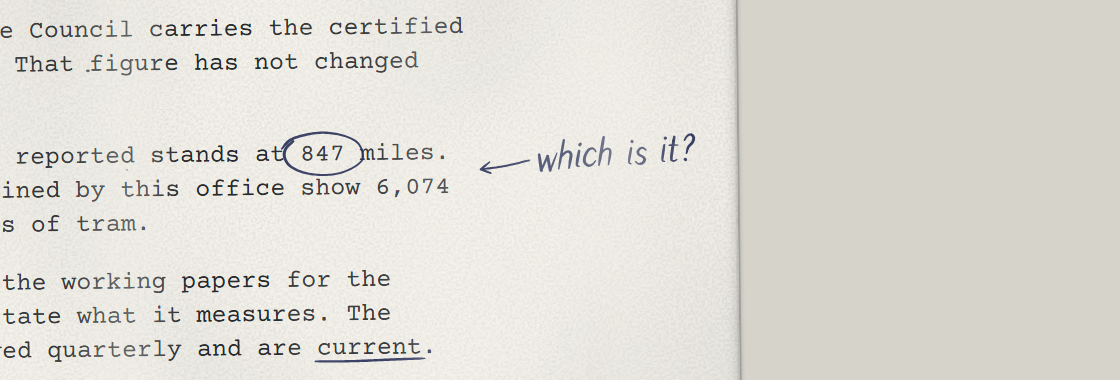 e Council carries the certified
That figure has not changed
reported stands at 847 miles.
which is it?
ined by this office show 6,074
s of tram.
the working papers for the
tate what it measures. The
ed quarterly and are current.